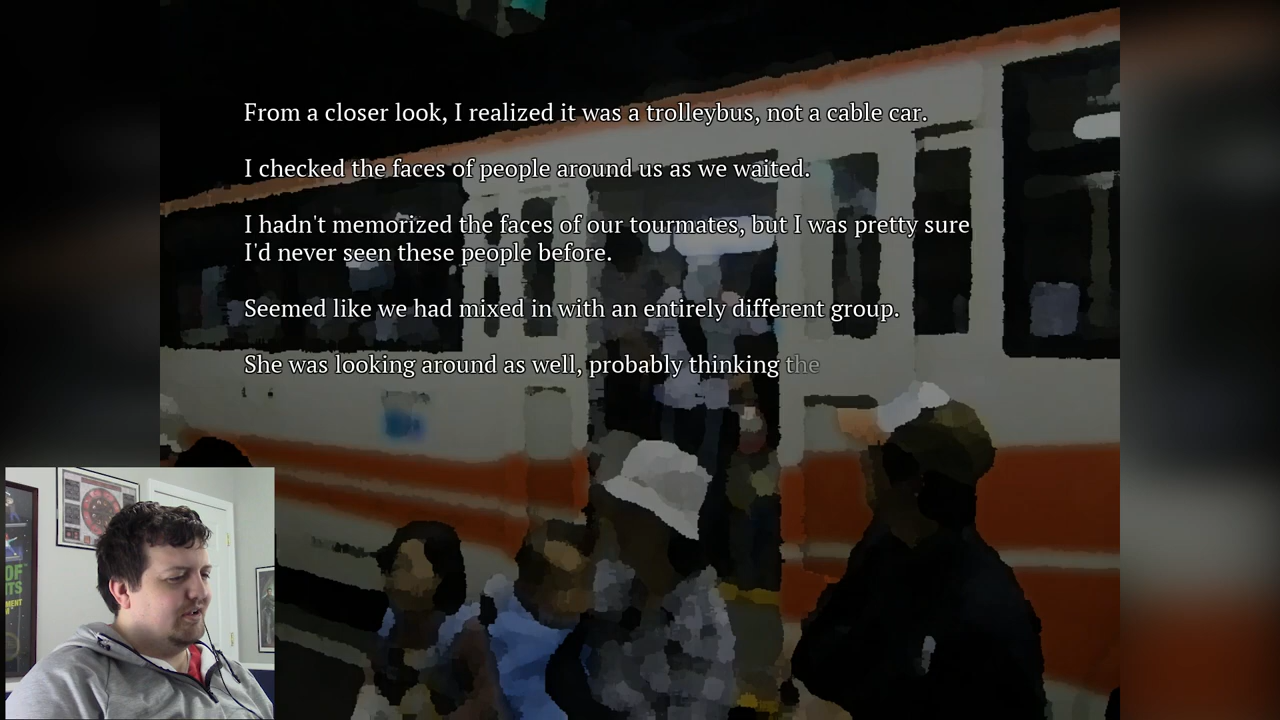 From a closer look, I realized it was a trolleybus, not a cable car.
I checked the faces of people around us as we waited.
I hadn't memorized the faces of our tourmates, but I was pretty sure
I'd never seen these people before.
Seemed like we had mixed in with an entirely different group.
She was looking around as well, probably thinking the